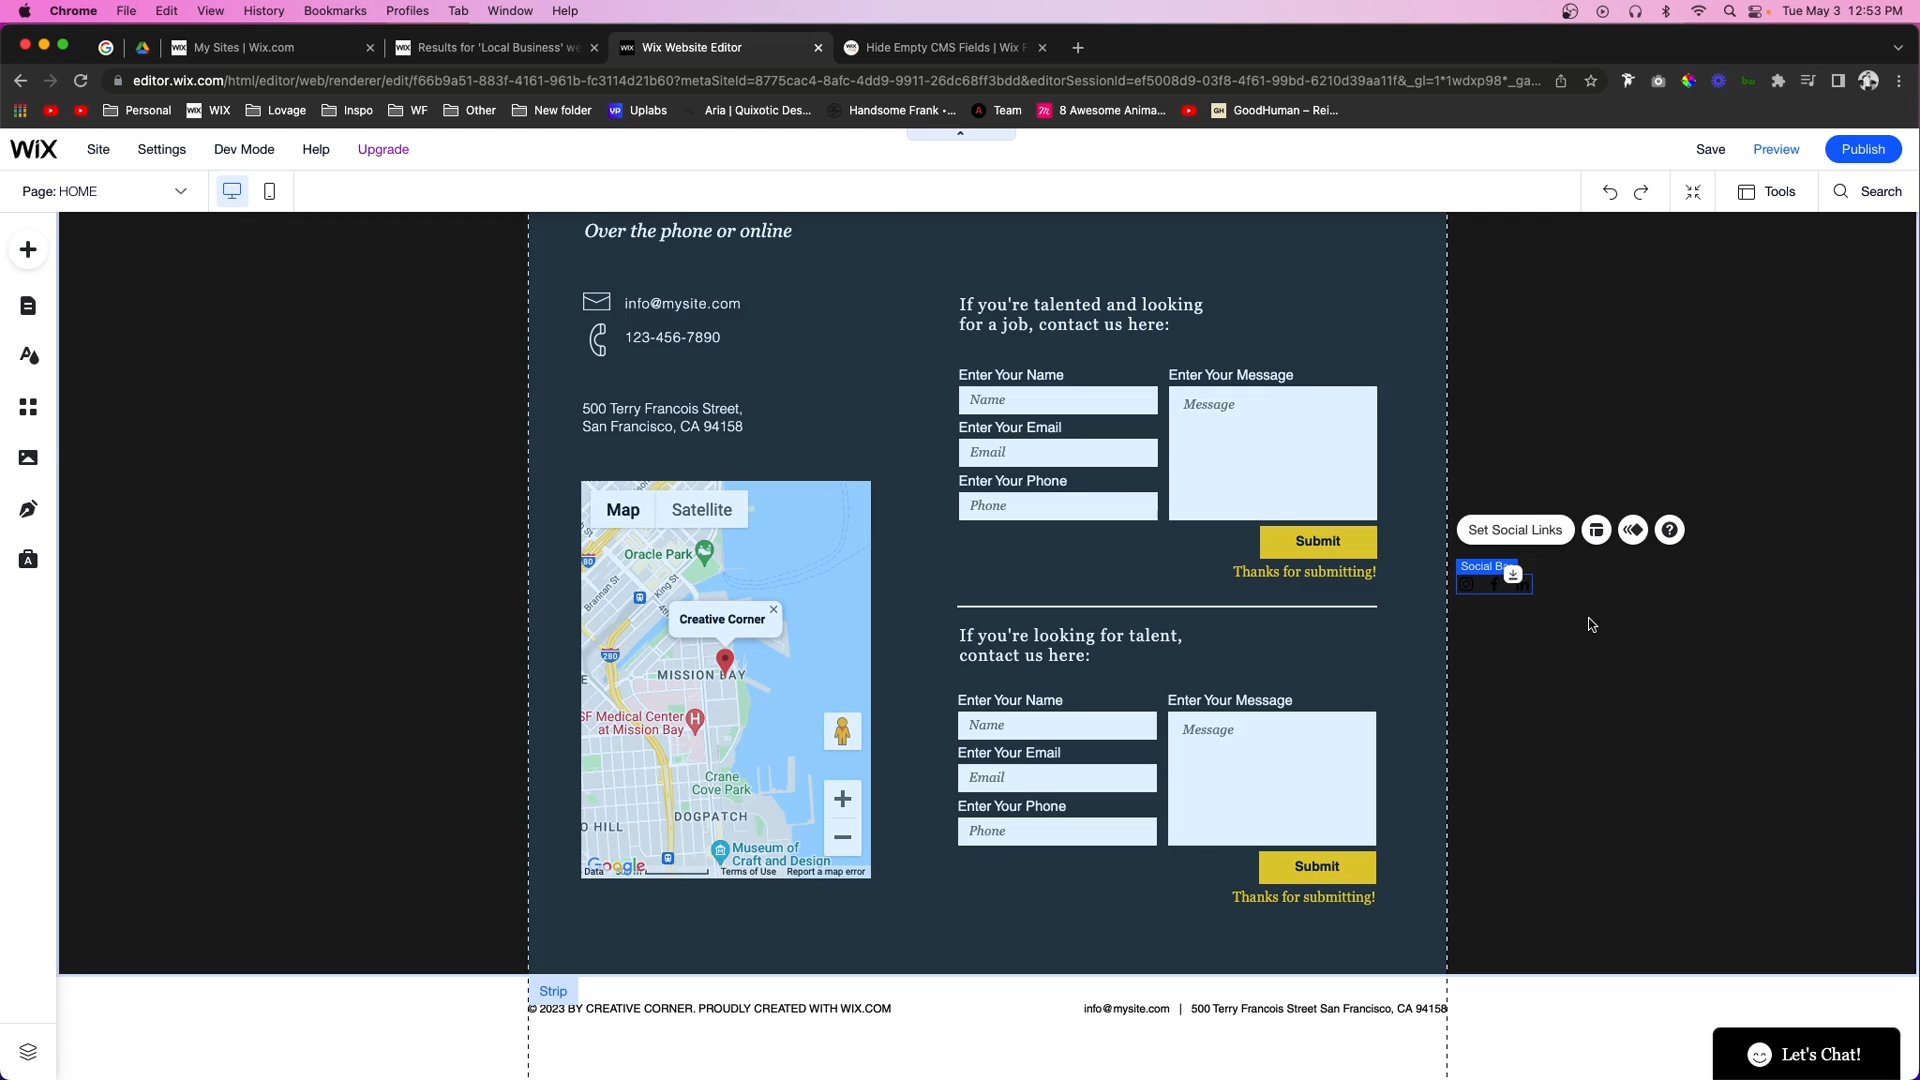 Chrome File Edit View History Bookmarks Profiles Tab Window Help
Tue May 3 12:53 PM
My Sites | Wix.com
Results for 'Local Business' we
Wix Website Editor
Hide Empty CMS Fields | Wix F
editor.wix.com/html/editor/web/renderer/edit/f66b9a51-883f-4161-961b-fc3114d21b60?metaSiteId=8775cac4-8afc-4dd9-9911-26dc68ff3bdd&editorSessionId=ef5008d9-03f8-4f61-99bd-6210d39aa11f&_gl=1*1wdxp98*_ga...
Personal WIX Lovage Inspo WF Other New folder Uplabs Aria | Quixotic Des... Handsome Frank •... Team 8 Awesome Anima... GoodHuman – Rei...
WIX Site Settings Dev Mode Help Upgrade
Save Preview Publish
Page: HOME
Tools Search
Over the phone or online
info@mysite.com
123-456-7890
500 Terry Francois Street,
San Francisco, CA 94158
If you're talented and looking
for a job, contact us here:
Enter Your Name
Name
Enter Your Email
Email
Enter Your Phone
Phone
Enter Your Message
Message
Submit
Thanks for submitting!
Set Social Links
Social Ba
Map Satellite
Oracle Park
Brannan St
King St
4th
80
Creative Corner
280
MISSION BAY
SF Medical Center
at Mission Bay
Crane
Cove Park
DOGPATCH
O HILL
Museum of
Craft and Design
Google
Data
Terms of Use Report a map error
If you're looking for talent,
contact us here:
Enter Your Name
Name
Enter Your Email
Email
Enter Your Phone
Phone
Enter Your Message
Message
Submit
Thanks for submitting!
Strip
© 2023 BY CREATIVE CORNER. PROUDLY CREATED WITH WIX.COM
info@mysite.com | 500 Terry Francois Street San Francisco, CA 94158
Let's Chat!